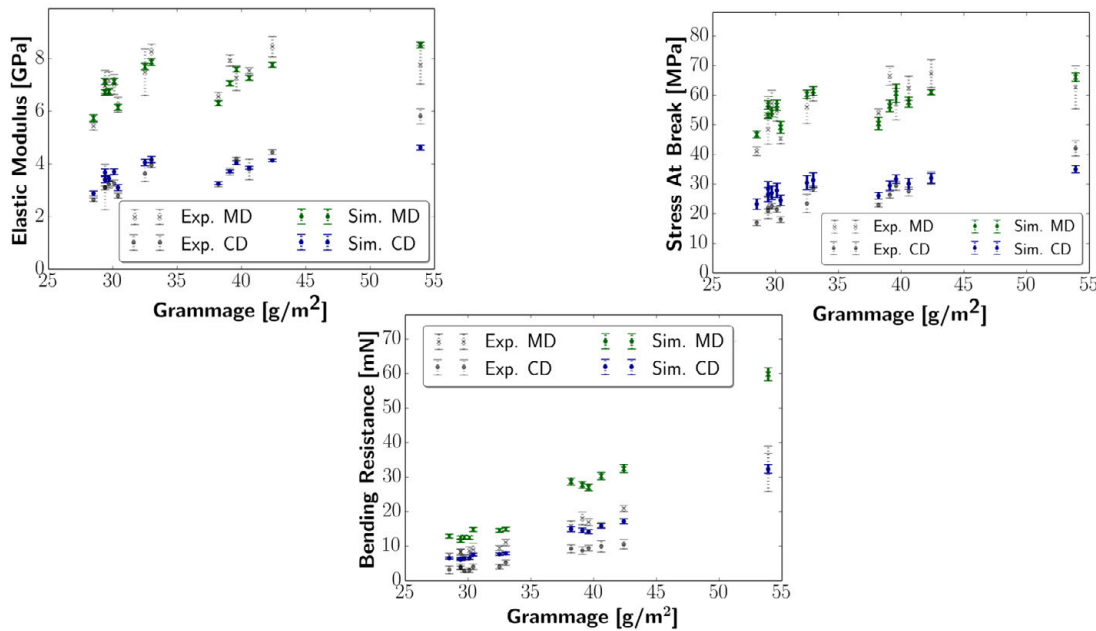 Elastic Modulus [GPa]
8
6
4
2
0
Exp. MD
Sim. MD
Exp. CD
Sim. CD
25 30 35 40 45 50 55
Grammage [g/m²]
Stress At Break [MPa]
80
70
60
50
40
30
20
10
0
Exp. MD
Sim. MD
Exp. CD
Sim. CD
25 30 35 40 45 50 55
Grammage [g/m²]
Bending Resistance [mN]
70
60
50
40
30
20
10
0
Exp. MD
Sim. MD
Exp. CD
Sim. CD
25 30 35 40 45 50 55
Grammage [g/m²]